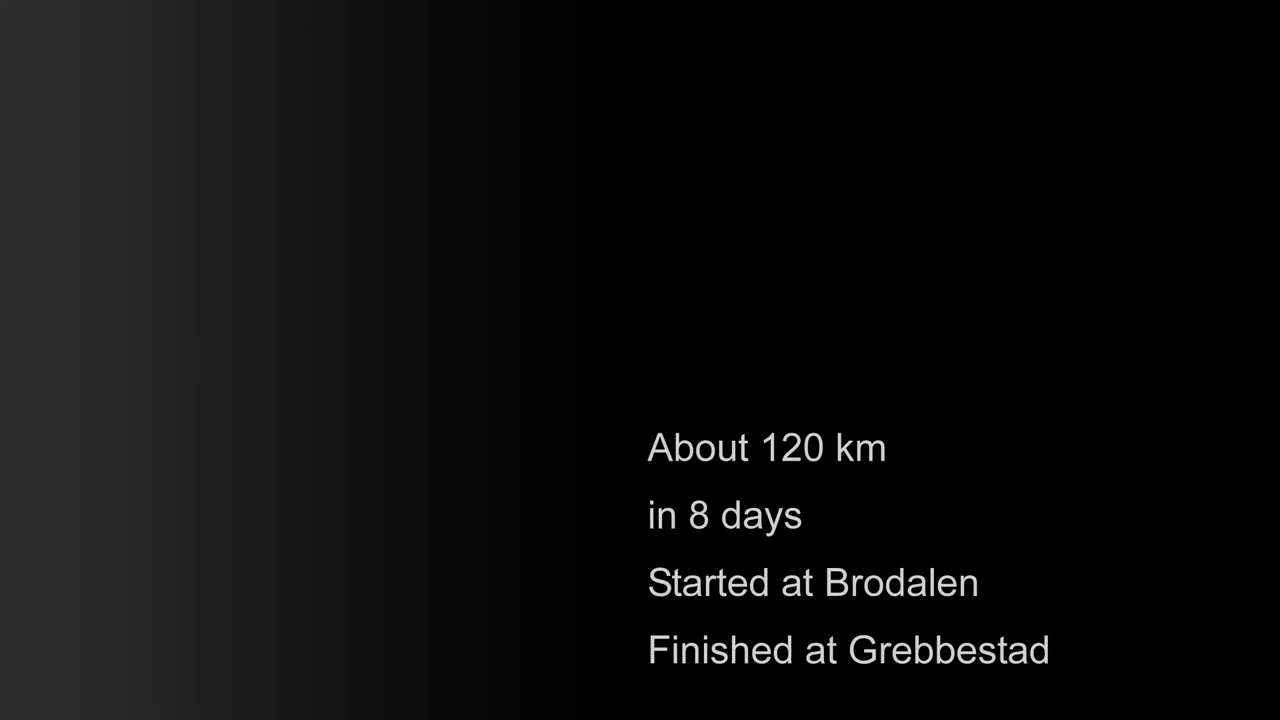 About 120 km
in 8 days
Started at Brodalen
Finished at Grebbestad